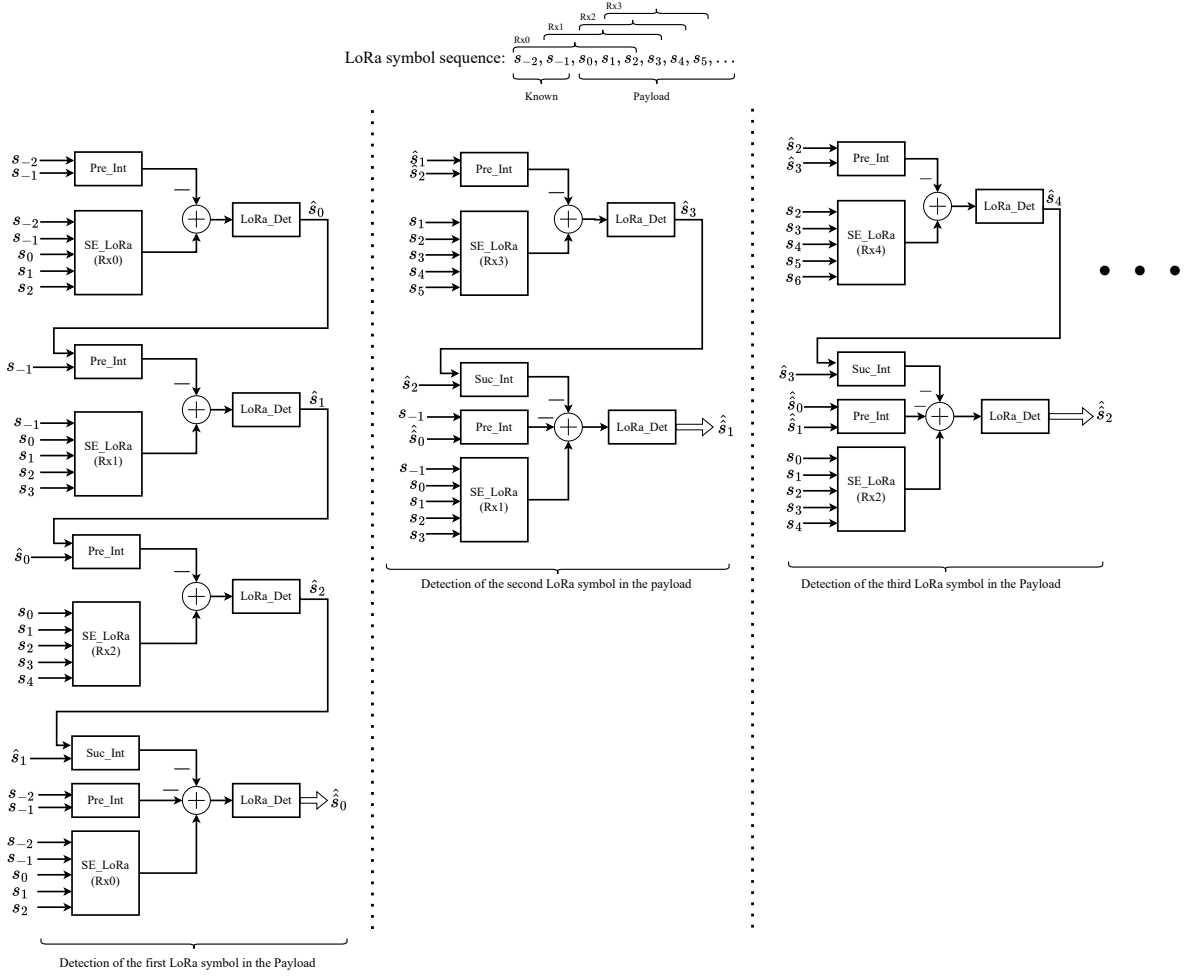 Rx3
Rx2
Rx1
Rx0
LoRa symbol sequence: s₋₂, s₋₁, s₀, s₁, s₂, s₃, s₄, s₅, ...
Known
Payload
s₋₂
s₋₁
Pre_Int
−
s₋₂
s₋₁
s₀
s₁
s₂
SE_LoRa
(Rx0)
+
LoRa_Det
ŝ₀
s₋₁
Pre_Int
−
s₋₁
s₀
s₁
s₂
s₃
SE_LoRa
(Rx1)
+
LoRa_Det
ŝ₁
ŝ₀
Pre_Int
−
s₀
s₁
s₂
s₃
s₄
SE_LoRa
(Rx2)
+
LoRa_Det
ŝ₂
ŝ₁
Suc_Int
−
s₋₂
s₋₁
Pre_Int
−
s₋₂
s₋₁
s₀
s₁
s₂
SE_LoRa
(Rx0)
+
LoRa_Det
ŝ̂₀
Detection of the first LoRa symbol in the Payload
ŝ₁
ŝ₂
Pre_Int
−
s₁
s₂
s₃
s₄
s₅
SE_LoRa
(Rx3)
+
LoRa_Det
ŝ₃
ŝ₂
Suc_Int
−
s₋₁
ŝ̂₀
Pre_Int
−
s₋₁
s₀
s₁
s₂
s₃
SE_LoRa
(Rx1)
+
LoRa_Det
ŝ̂₁
Detection of the second LoRa symbol in the payload
ŝ₂
ŝ₃
Pre_Int
−
s₂
s₃
s₄
s₅
s₆
SE_LoRa
(Rx4)
+
LoRa_Det
ŝ₄
ŝ₃
Suc_Int
−
ŝ̂₀
ŝ̂₁
Pre_Int
−
s₀
s₁
s₂
s₃
s₄
SE_LoRa
(Rx2)
+
LoRa_Det
ŝ̂₂
Detection of the third LoRa symbol in the Payload
• • •